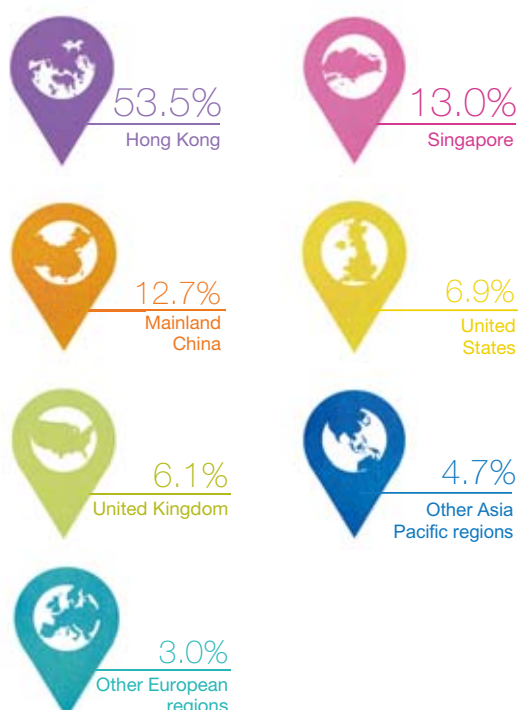 53.5%
Hong Kong
13.0%
Singapore
12.7%
Mainland
China
6.9%
United
States
6.1%
United Kingdom
4.7%
Other Asia
Pacific regions
3.0%
Other European
regions